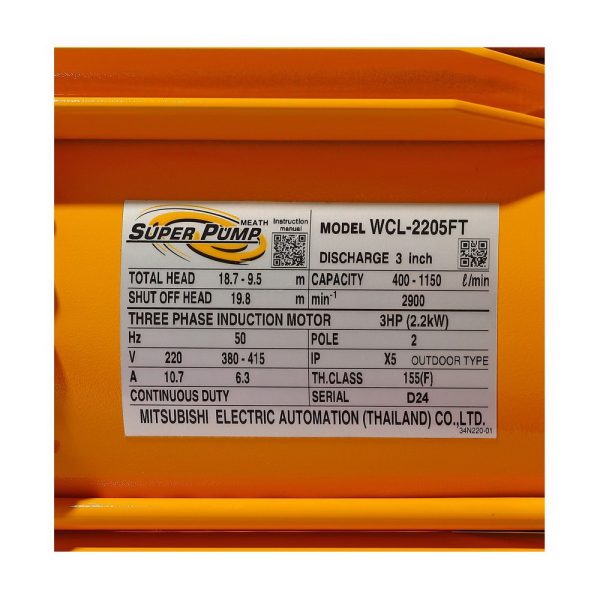 MEATH
SUPER PUMP
Instruction
manual
MODEL WCL-2205FT
DISCHARGE 3 inch
TOTAL HEAD 18.7 - 9.5 m CAPACITY 400 - 1150 ℓ/min
SHUT OFF HEAD 19.8 m min-1 2900
THREE PHASE INDUCTION MOTOR 3HP (2.2kW)
Hz 50 POLE 2
V 220 380 - 415 IP X5 OUTDOOR TYPE
A 10.7 6.3 TH.CLASS 155(F)
CONTINUOUS DUTY SERIAL D24
MITSUBISHI ELECTRIC AUTOMATION (THAILAND) CO.,LTD.
34N220-01